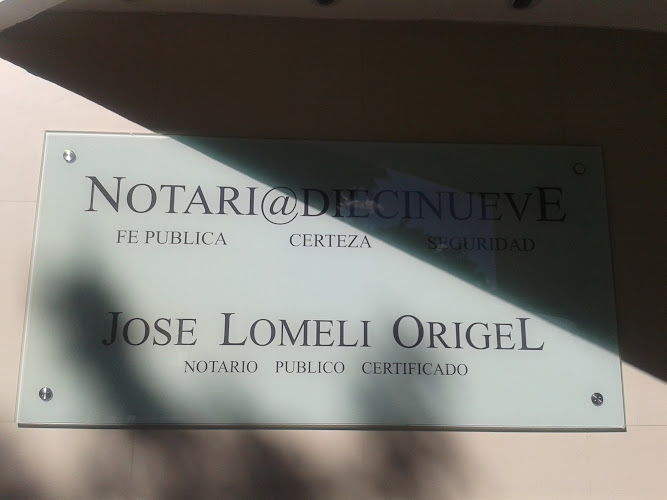 NOTARI@DIECINUEVE
FE PUBLICA CERTEZA SEGURIDAD
JOSE LOMELI ORIGEL
NOTARIO PUBLICO CERTIFICADO